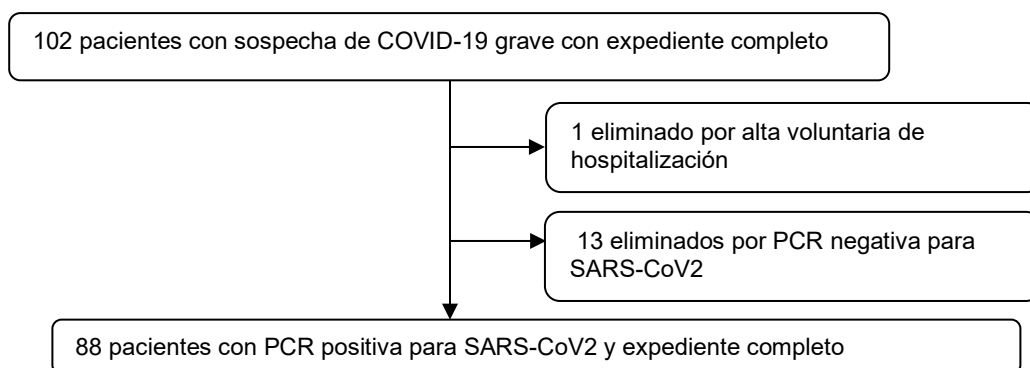 102 pacientes con sospecha de COVID-19 grave con expediente completo
1 eliminado por alta voluntaria de
hospitalización
13 eliminados por PCR negativa para
SARS-CoV2
88 pacientes con PCR positiva para SARS-CoV2 y expediente completo